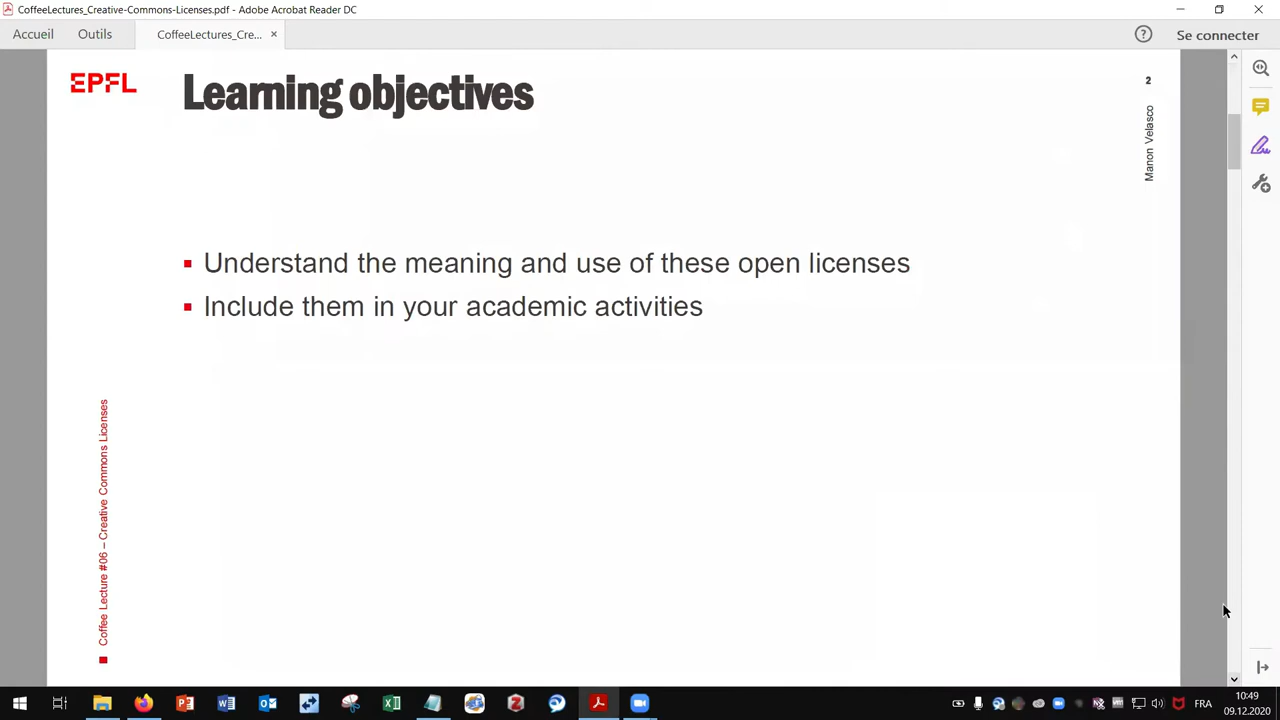 CoffeeLectures_Creative-Commons-Licenses.pdf - Adobe Acrobat Reader DC
Accueil
Outils
CoffeeLectures_Cre...
Se connecter
EPFL
Learning objectives
2
Manon Velasco
Understand the meaning and use of these open licenses
Include them in your academic activities
Coffee Lecture #06 – Creative Commons Licenses
FRA
10:49
09.12.2020